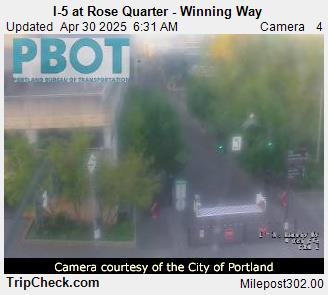 I-5 at Rose Quarter - Winning Way
Updated Apr 30 2025 6:31 AM Camera 4
PBOT
PORTLAND BUREAU OF TRANSPORTATION
Camera courtesy of the City of Portland
TripCheck.com Milepost302.00